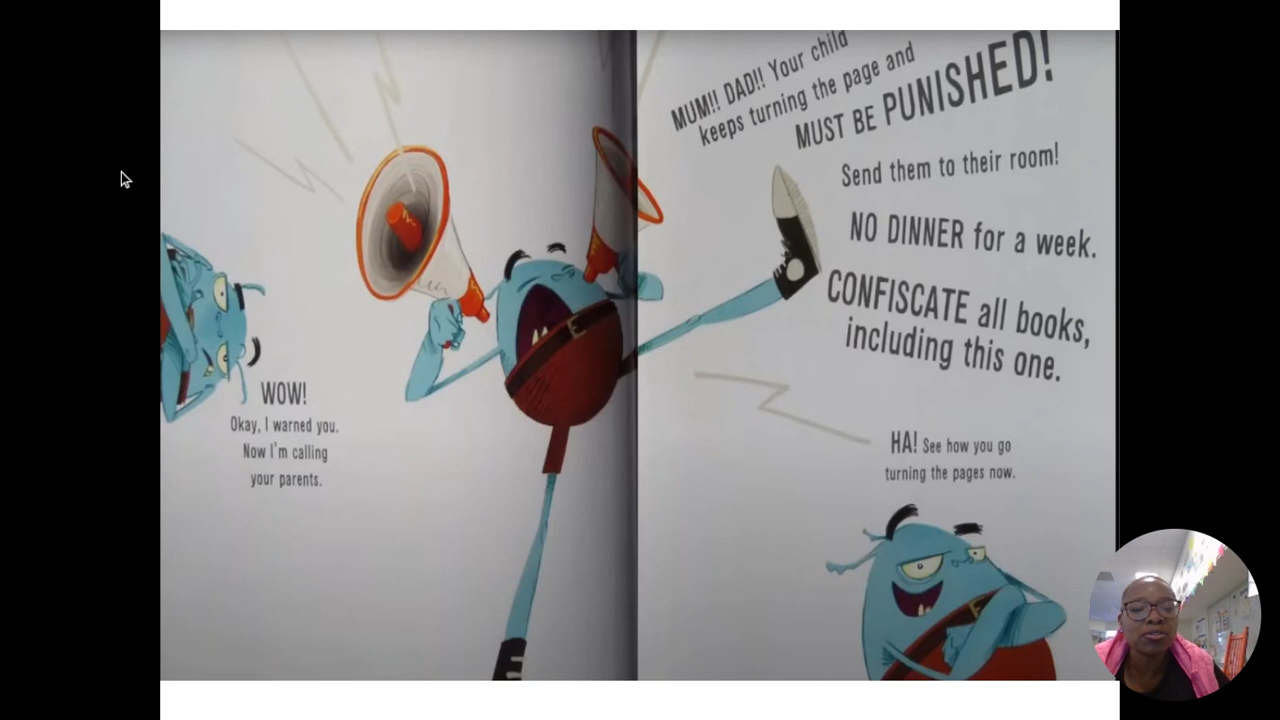 WOW!
Okay, I warned you.
Now I'm calling
your parents.
MUM!! DAD!! Your child
keeps turning the page and
MUST BE PUNISHED!
Send them to their room!
NO DINNER for a week.
CONFISCATE all books,
including this one.
HA! See how you go
turning the pages now.